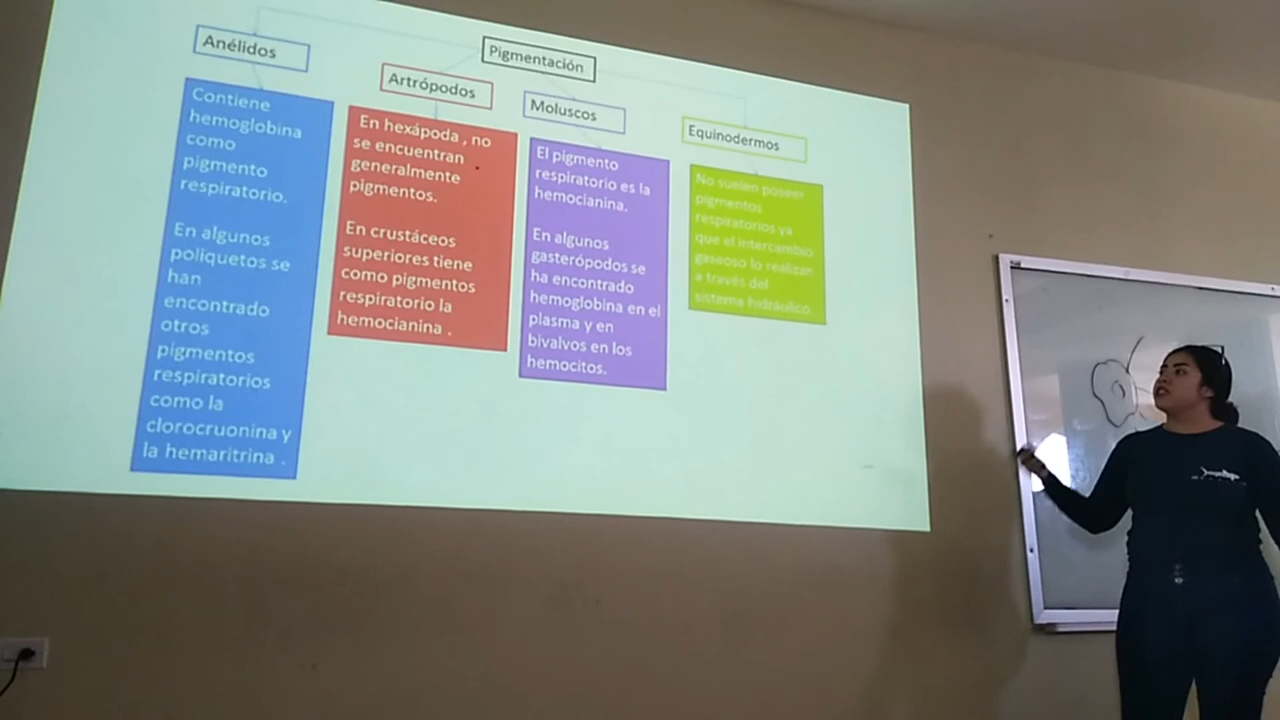 Pigmentación
Anélidos
Contiene
hemoglobina
como
pigmento
respiratorio.
En algunos
poliquetos se
han
encontrado
otros
pigmentos
respiratorios
como la
clorocruonina y
la hemaritrina .
Artrópodos
En hexápoda , no
se encuentran
generalmente
pigmentos.
En crustáceos
superiores tiene
como pigmentos
respiratorio la
hemocianina .
Moluscos
El pigmento
respiratorio es la
hemocianina.
En algunos
gasterópodos se
ha encontrado
hemoglobina en el
plasma y en
bivalvos en los
hemocitos.
Equinodermos
No suelen poseer
pigmentos
respiratorios ya
que el intercambio
gaseoso lo realizan
a través del
sistema hidráulico.